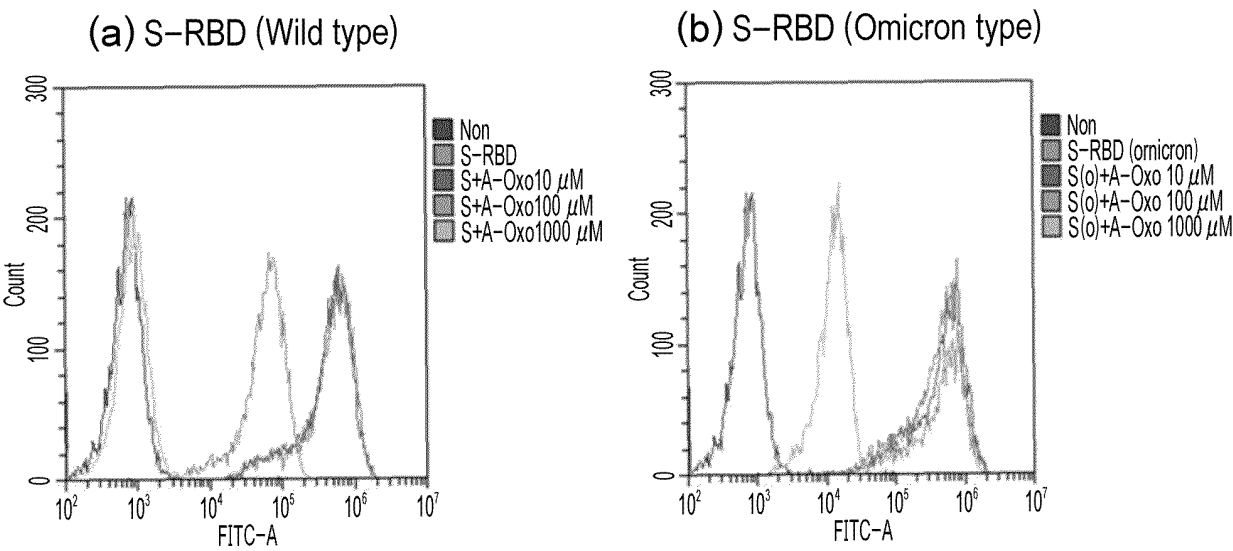 (a) S-RBD (Wild type)
300
200
100
0
Count
10² 10³ 10⁴ 10⁵ 10⁶ 10⁷
FITC-A
Non
S-RBD
S+A-Oxo10 μM
S+A-Oxo100 μM
S+A-Oxo1000 μM
(b) S-RBD (Omicron type)
300
200
100
0
Count
10² 10³ 10⁴ 10⁵ 10⁶ 10⁷
FITC-A
Non
S-RBD (ornicron)
S(o)+A-Oxo 10 μM
S(o)+A-Oxo 100 μM
S(o)+A-Oxo 1000 μM